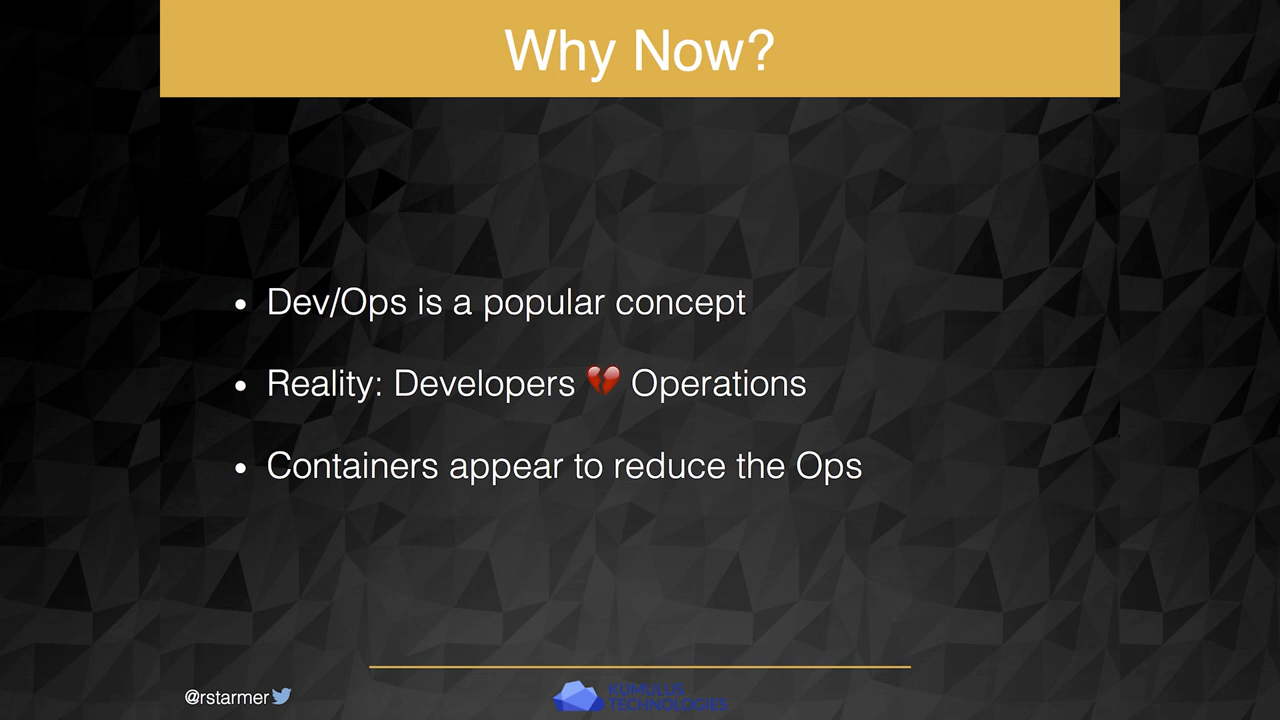 Why Now?
• Dev/Ops is a popular concept
• Reality: Developers 💔 Operations
• Containers appear to reduce the Ops
@rstarmer
KUMULUS
TECHNOLOGIES